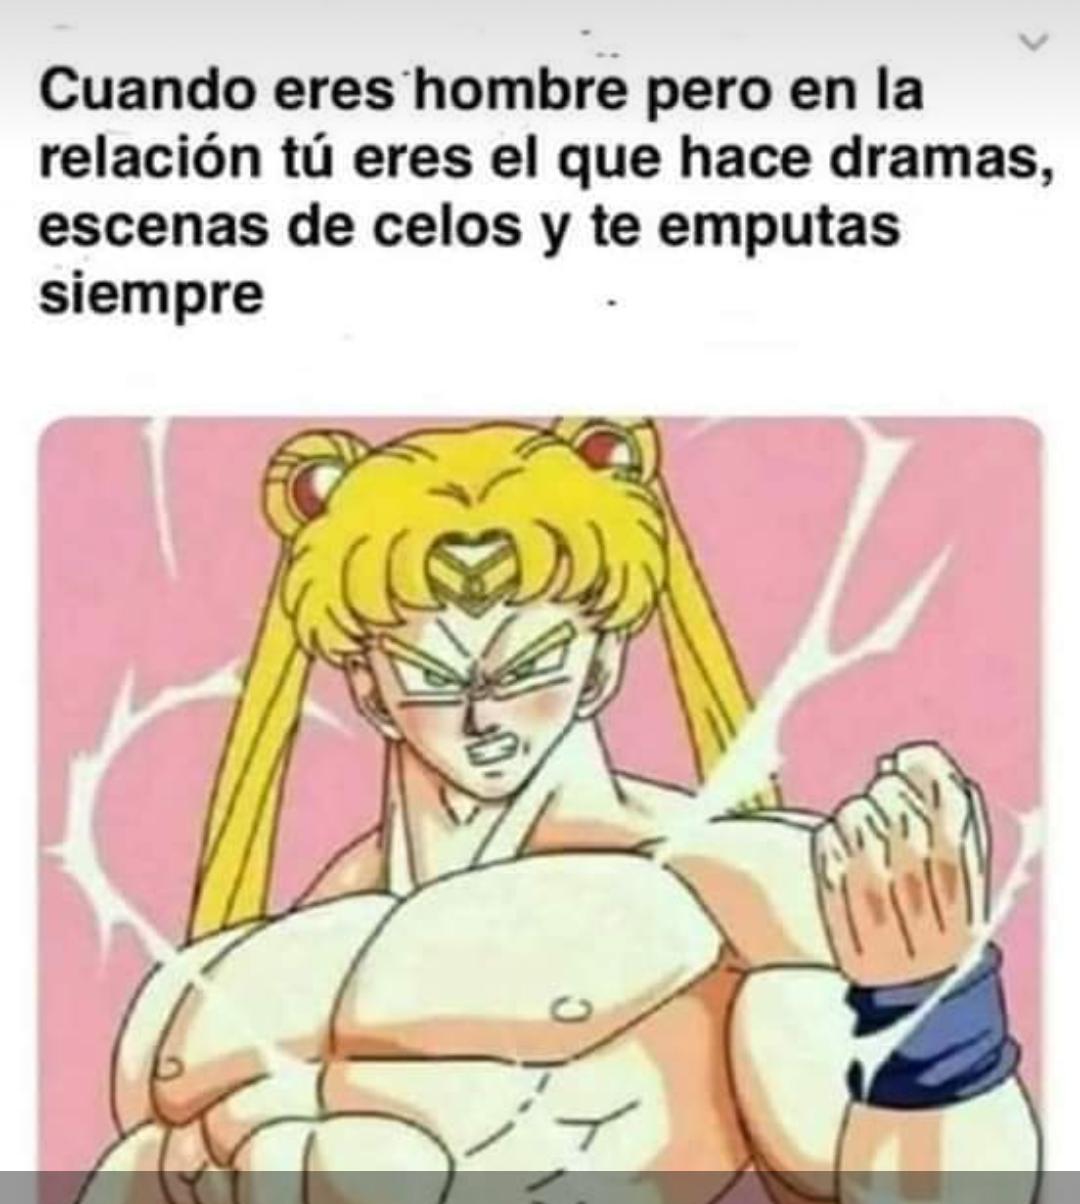 Cuando eres hombre pero en la
relación tú eres el que hace dramas,
escenas de celos y te emputas
siempre